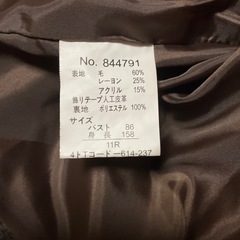 No. 844791
表地 毛 60%
レーヨン 25%
アクリル 15%
飾りテープ人工皮革
裏地 ポリエステル 100%
サイズ
バスト 86
身長 158
11R
614-237